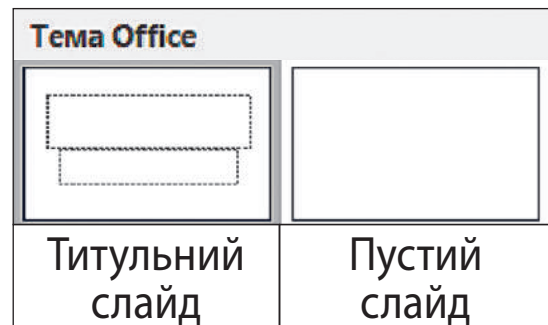 Тема Office
Титульний
слайд
Пустий
слайд